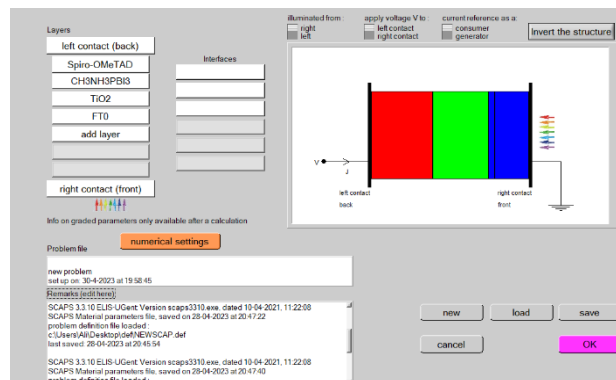 illuminated from :
right
left
apply voltage V to :
left contact
right contact
current reference as a:
consumer
generator
Invert the structure
Layers
left contact (back)
Spiro-OMeTAD
CH3NH3PBI3
TiO2
FT0
add layer
right contact (front)
Interfaces
V
J
left contact
back
right contact
front
Info on graded parameters only available after a calculation
Problem file
numerical settings
new problem
set up on: 30-4-2023 at 19:58:45
Remarks (edit here):
SCAPS 3.3.10 ELIS-UGent: Version scaps3310.exe, dated 10-04-2021, 11:22:08
SCAPS Material parameters file, saved on 28-04-2023 at 20:47:22
problem definition file loaded :
c:\Users\Ali\Desktop\def\NEWSCAP.def
last saved: 28-04-2023 at 20:45:54
SCAPS 3.3.10 ELIS-UGent: Version scaps3310.exe, dated 10-04-2021, 11:22:08
SCAPS Material parameters file, saved on 28-04-2023 at 20:47:40
problem definition file loaded :
new
load
save
cancel
OK